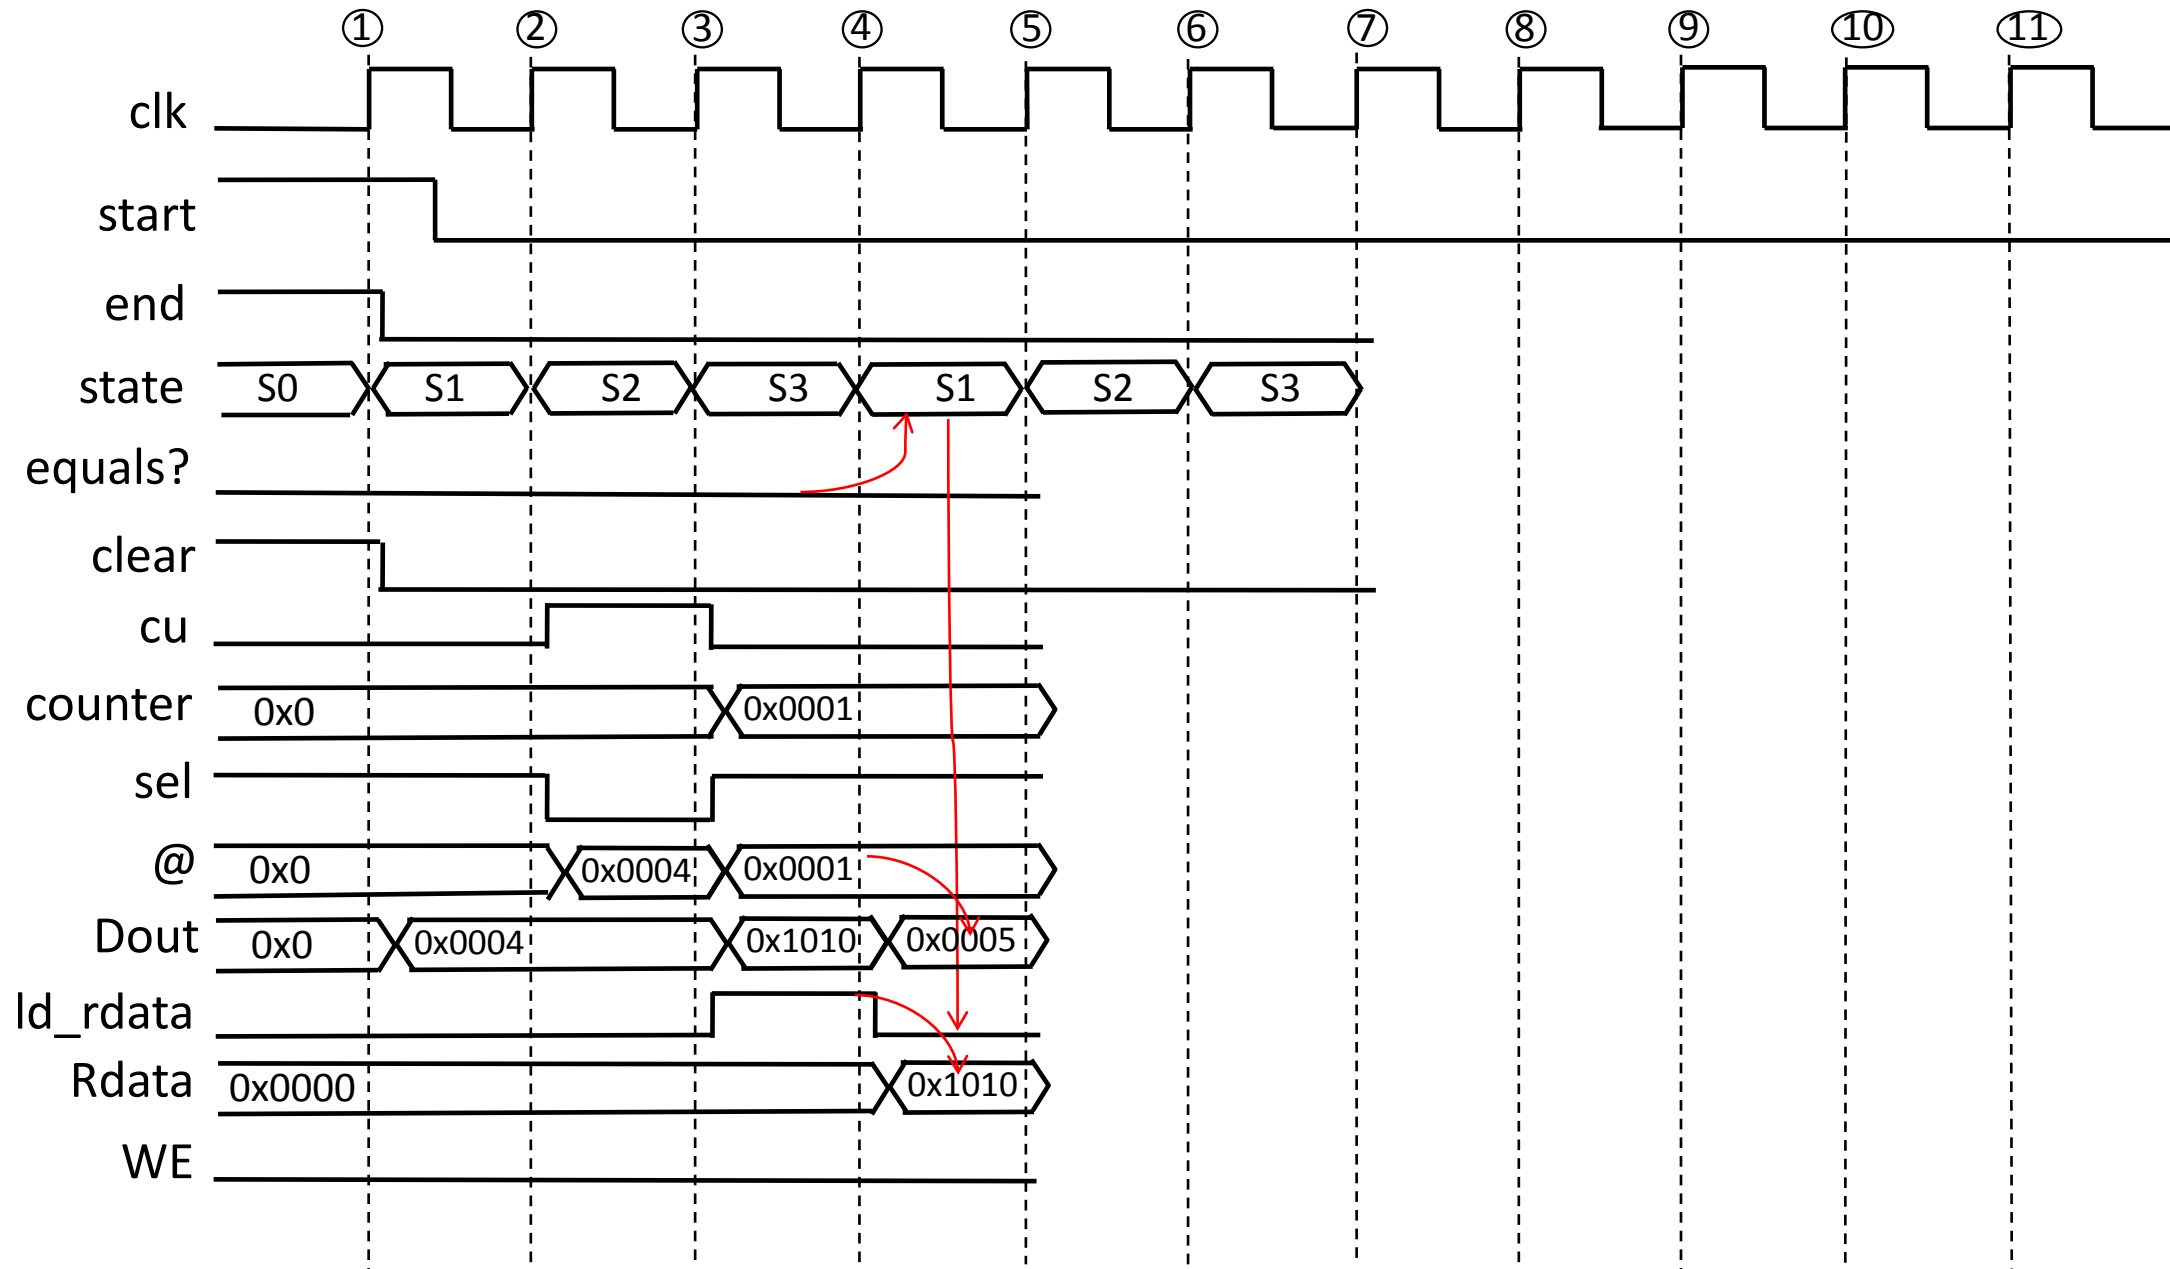 1 2 3 4 5 6 7 8 9 10 11
clk
start
end
state S0 S1 S2 S3 S1 S2 S3
equals?
clear
cu
counter 0x0 0x0001
sel
@ 0x0 0x0004 0x0001
Dout 0x0 0x0004 0x1010 0x0005
ld_rdata
Rdata 0x0000 0x1010
WE